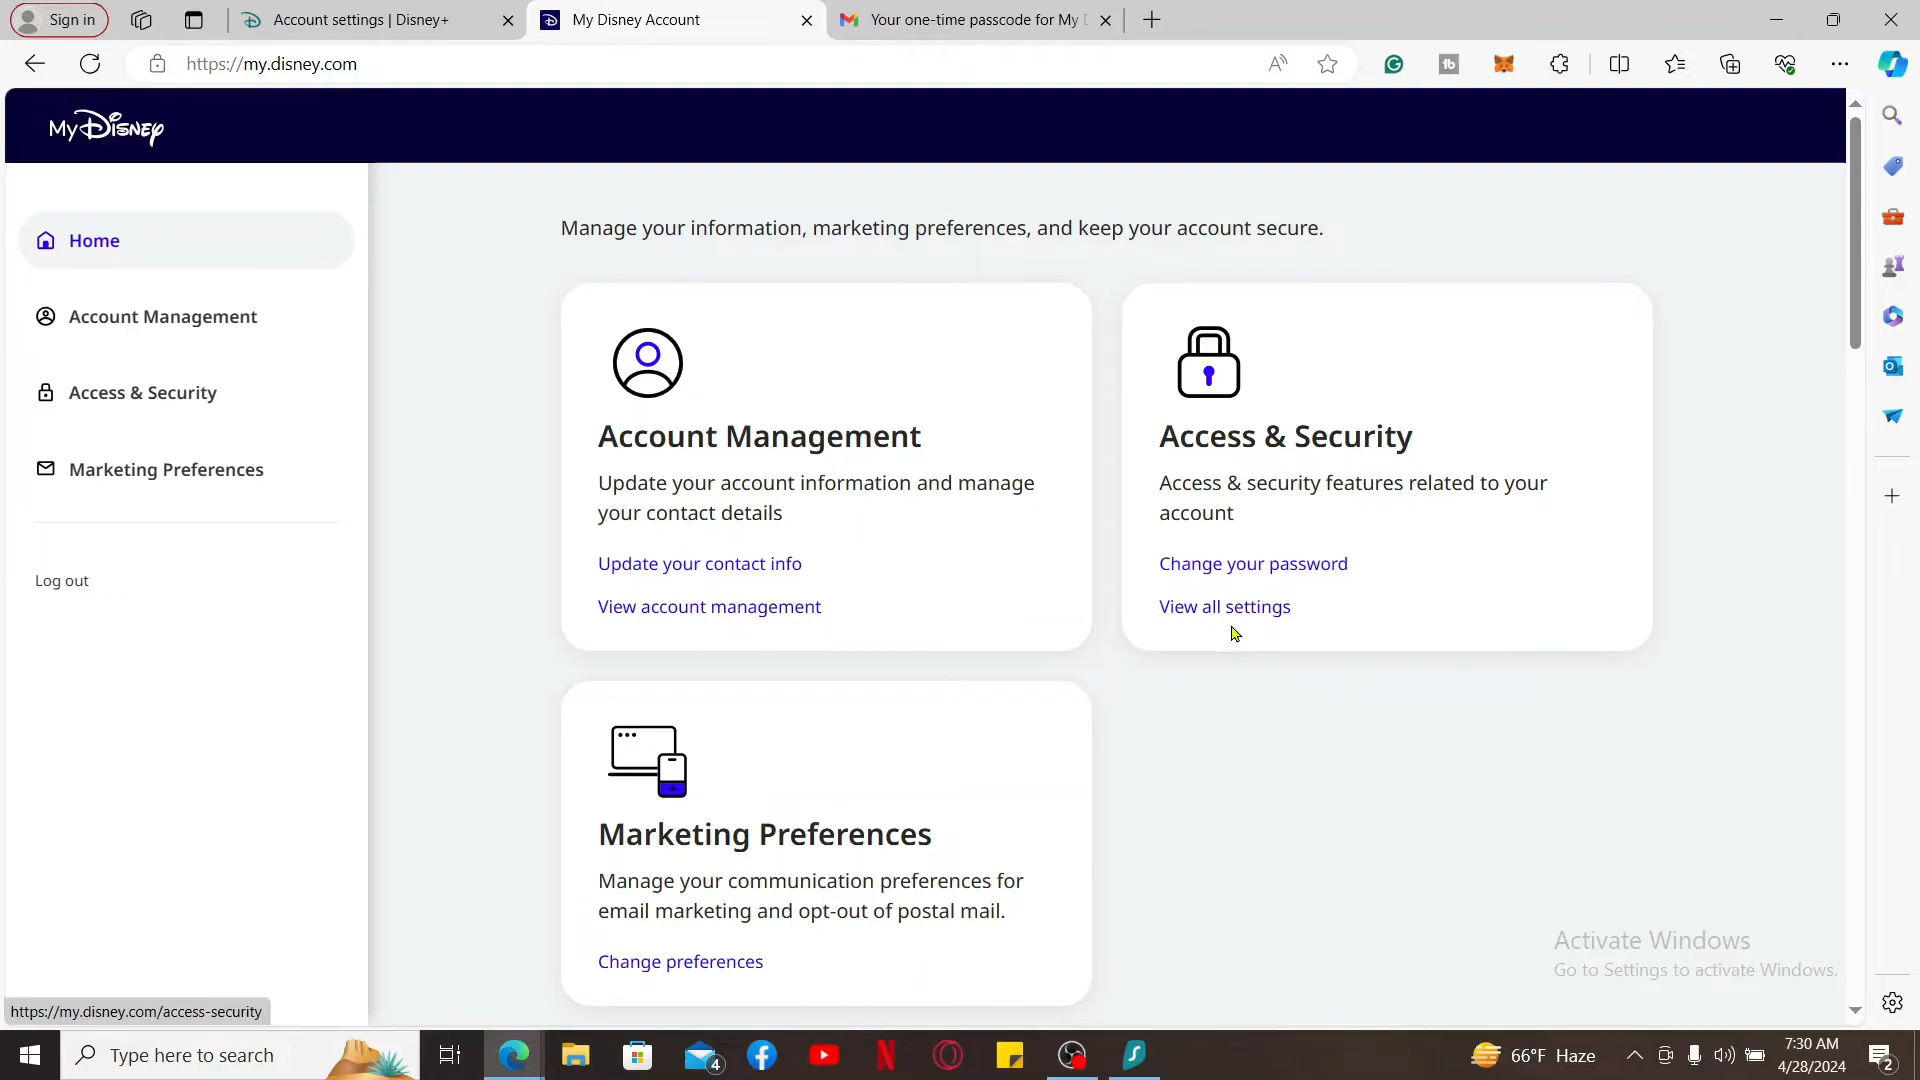 Sign in
Account settings | Disney+
My Disney Account
Your one-time passcode for My
https://my.disney.com
My Disney
Home
Account Management
Access & Security
Marketing Preferences
Log out
Manage your information, marketing preferences, and keep your account secure.
Account Management
Update your account information and manage
your contact details
Update your contact info
View account management
Access & Security
Access & security features related to your
account
Change your password
View all settings
Marketing Preferences
Manage your communication preferences for
email marketing and opt-out of postal mail.
Change preferences
Activate Windows
Go to Settings to activate Windows.
https://my.disney.com/access-security
Type here to search
4
66°F Haze
7:30 AM
4/28/2024
2